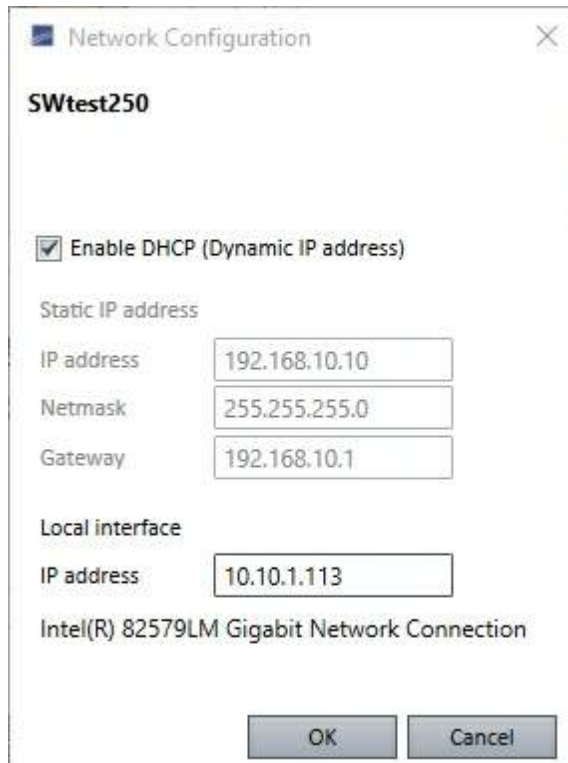 Network Configuration
SWtest250
Enable DHCP (Dynamic IP address)
Static IP address
IP address 192.168.10.10
Netmask 255.255.255.0
Gateway 192.168.10.1
Local interface
IP address 10.10.1.113
Intel(R) 82579LM Gigabit Network Connection
OK Cancel